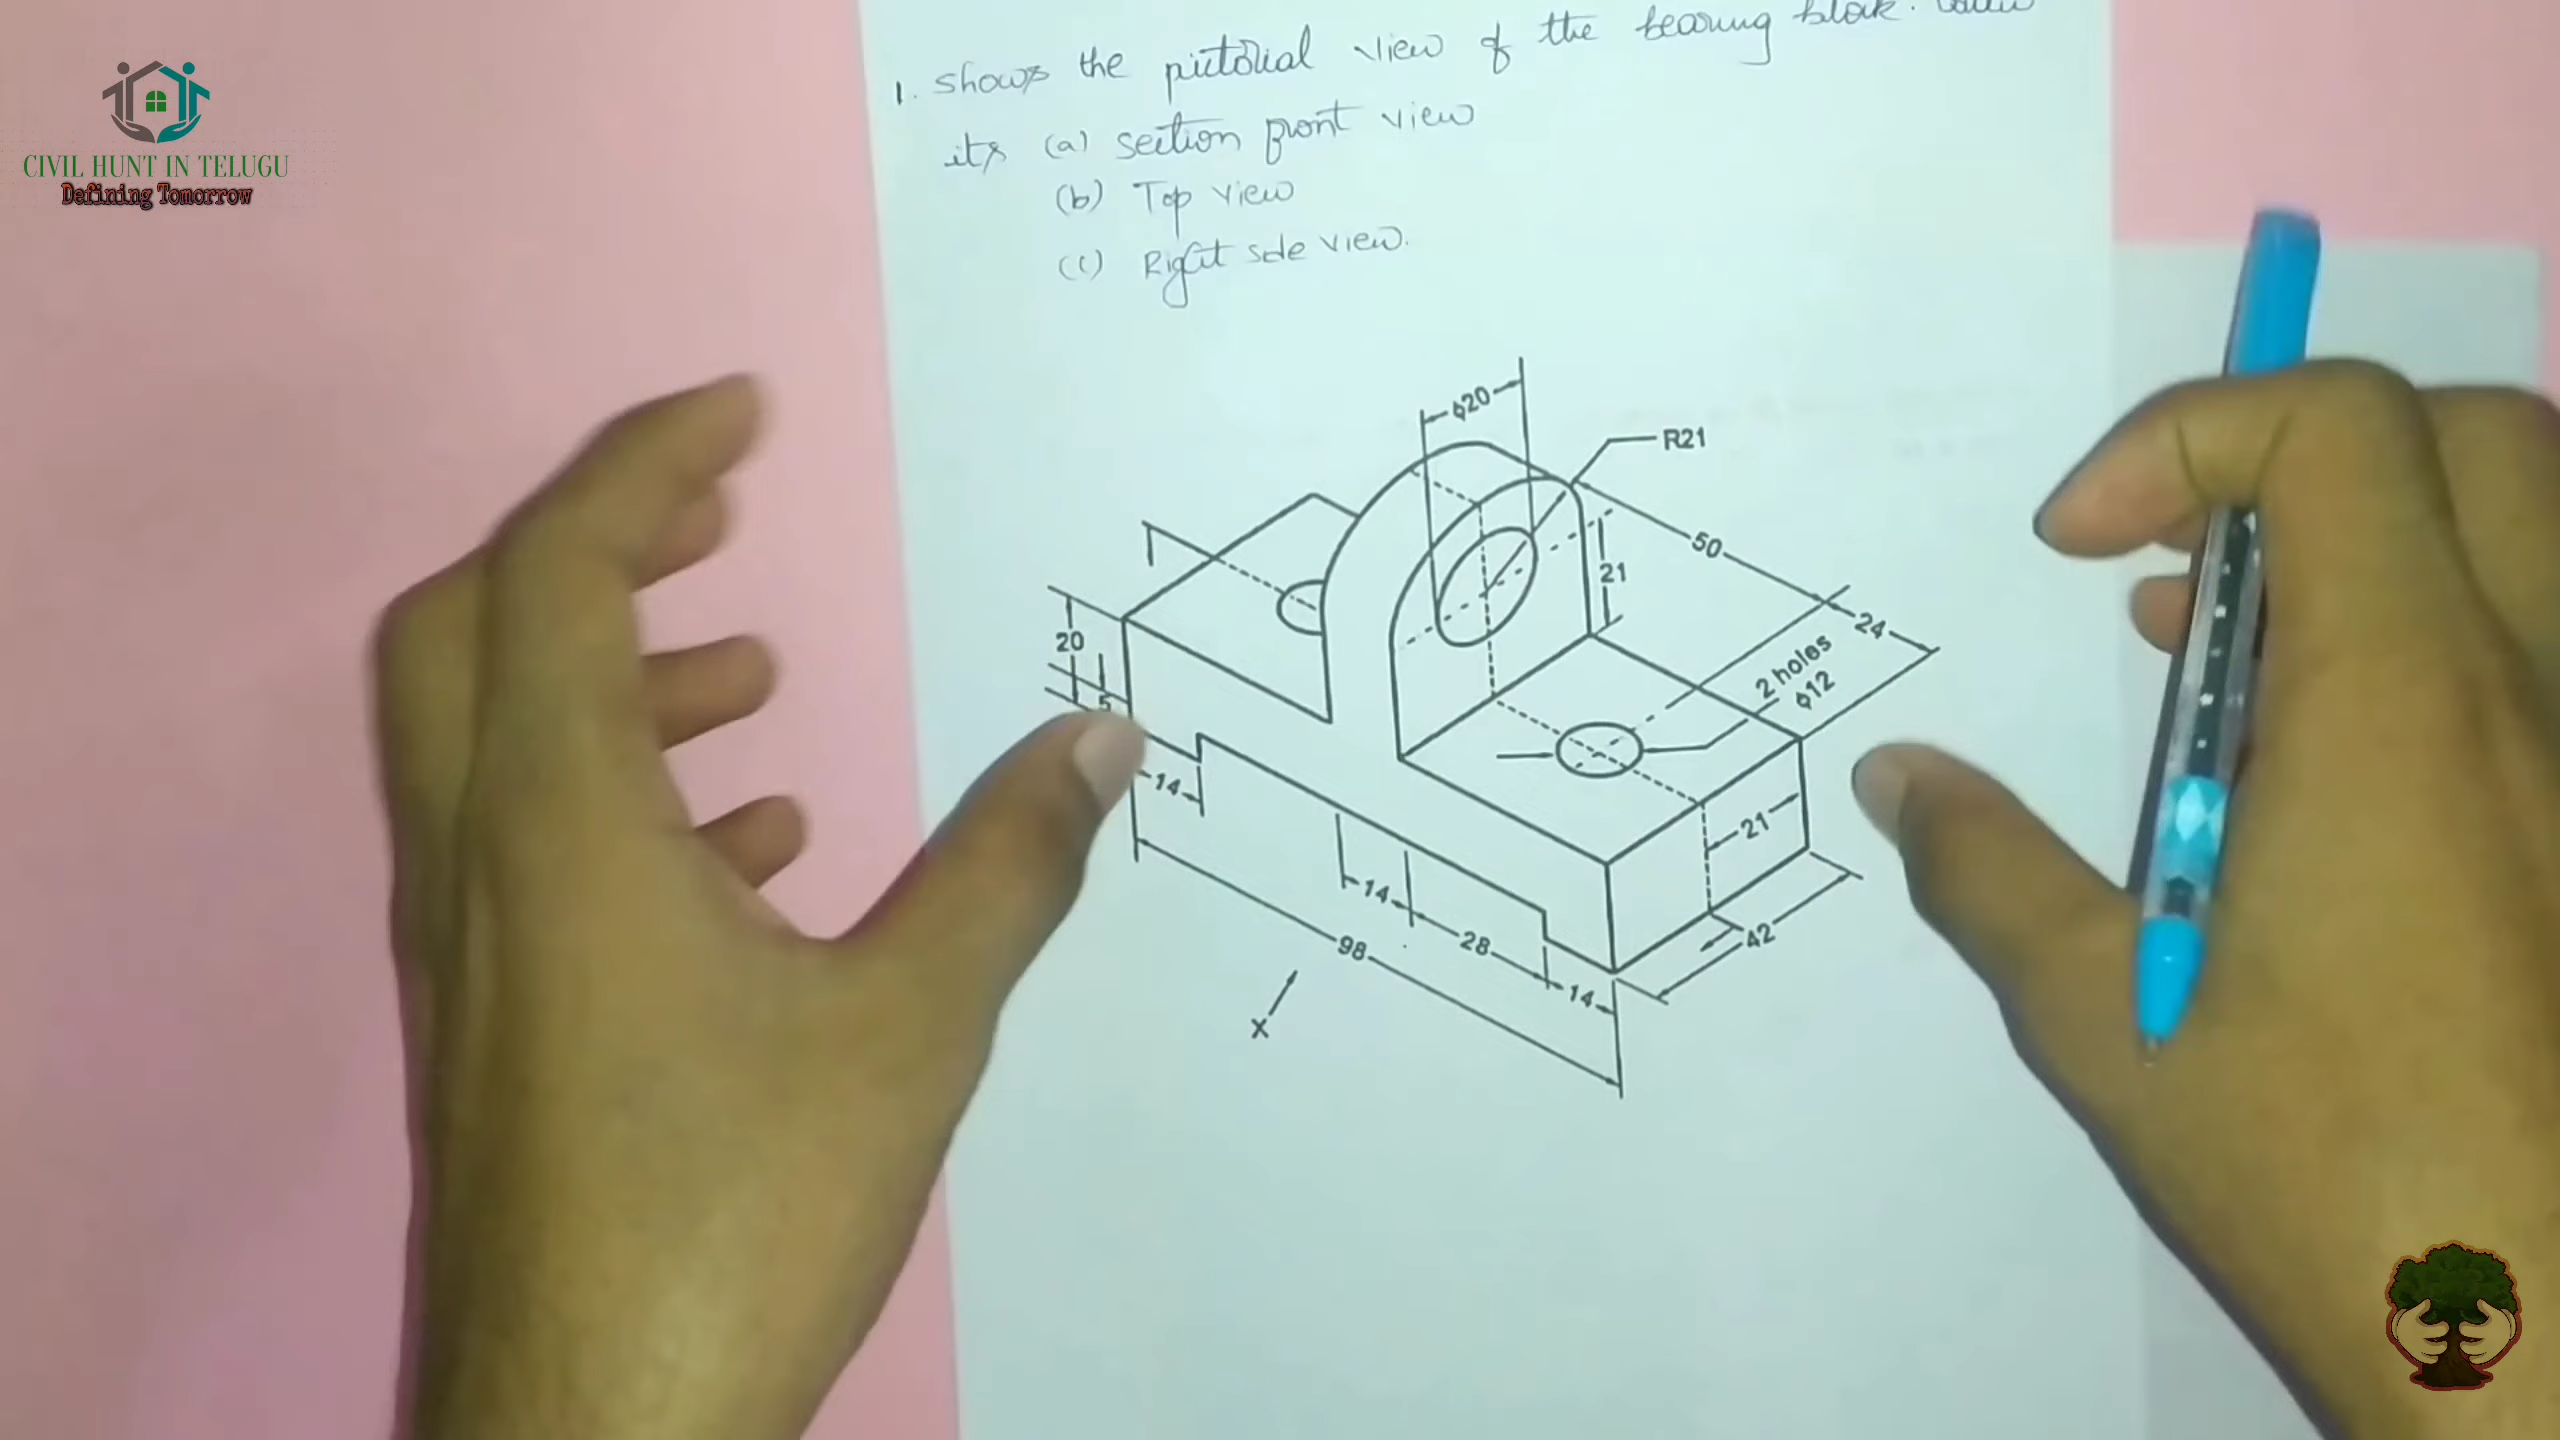 CIVIL HUNT IN TELUGU
Defining Tomorrow
1. shows the pictorial view of the bearing block.
its (a) section front view
(b) Top view
(c) Right side view.
ϕ20
R21
50
21
24
2 holes
ϕ12
20
5
14
21
14
28
42
98
14
X